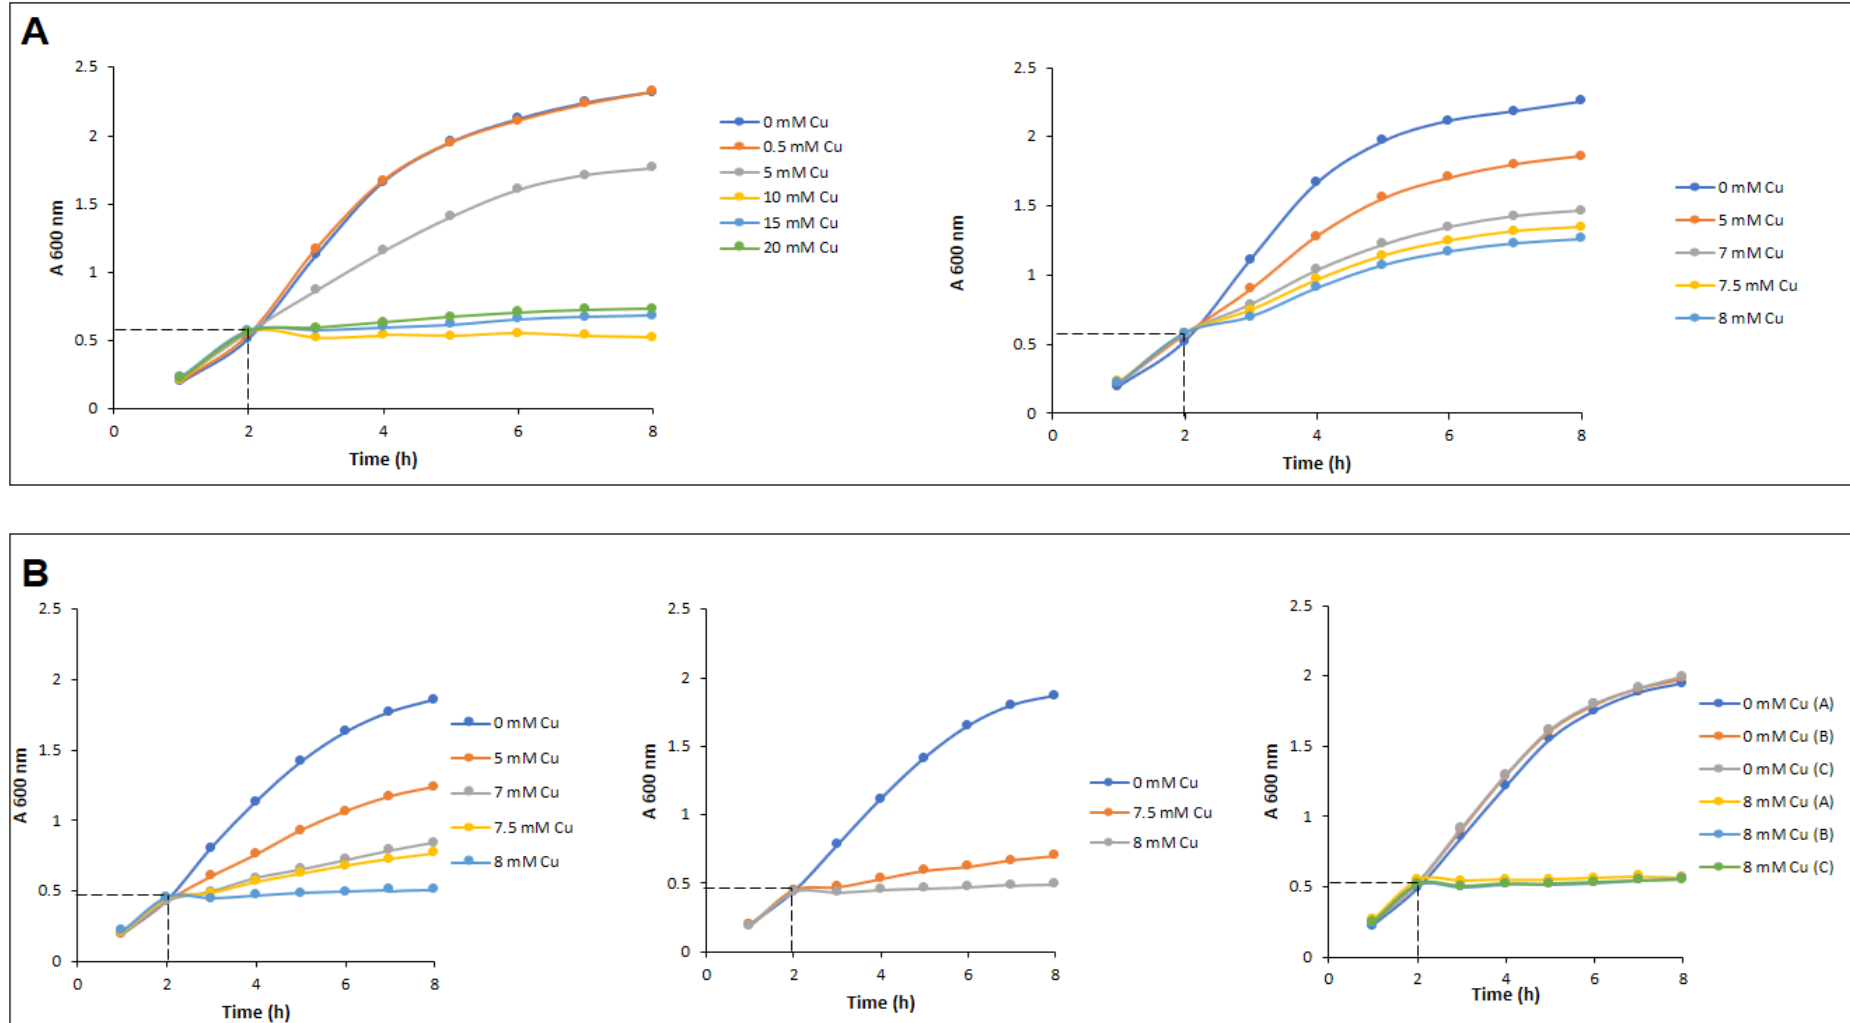 A
2.5
2
1.5
1
0.5
0
0
2
4
6
8
A 600 nm
Time (h)
0 mM Cu
0.5 mM Cu
5 mM Cu
10 mM Cu
15 mM Cu
20 mM Cu
2.5
2
1.5
1
0.5
0
0
2
4
6
8
A 600 nm
Time (h)
0 mM Cu
5 mM Cu
7 mM Cu
7.5 mM Cu
8 mM Cu
B
2.5
2
1.5
1
0.5
0
0
2
4
6
8
A 600 nm
Time (h)
0 mM Cu
5 mM Cu
7 mM Cu
7.5 mM Cu
8 mM Cu
2.5
2
1.5
1
0.5
0
0
2
4
6
8
A 600 nm
Time (h)
0 mM Cu
7.5 mM Cu
8 mM Cu
2.5
2
1.5
1
0.5
0
0
2
4
6
8
A 600 nm
Time (h)
0 mM Cu (A)
0 mM Cu (B)
0 mM Cu (C)
8 mM Cu (A)
8 mM Cu (B)
8 mM Cu (C)